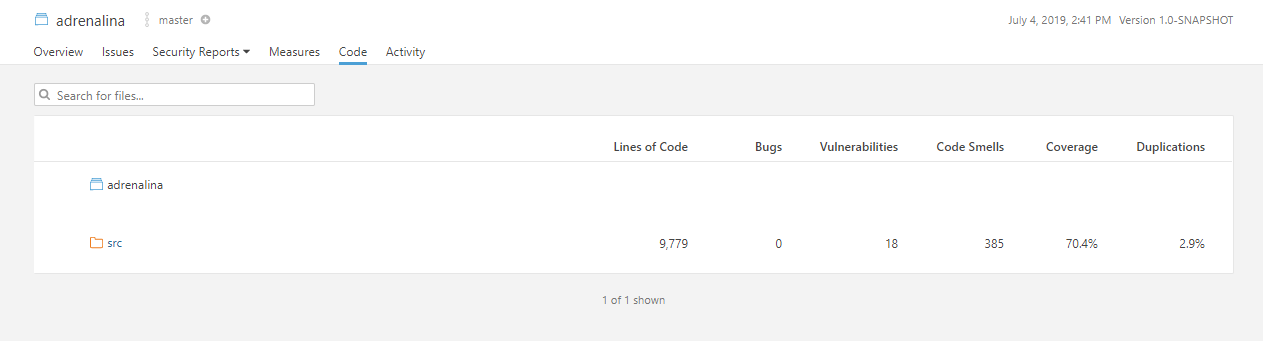 adrenalina master July 4, 2019, 2:41 PM Version 1.0-SNAPSHOT
Overview Issues Security Reports Measures Code Activity
Search for files...
Lines of Code Bugs Vulnerabilities Code Smells Coverage Duplications
adrenalina
src 9,779 0 18 385 70.4% 2.9%
1 of 1 shown